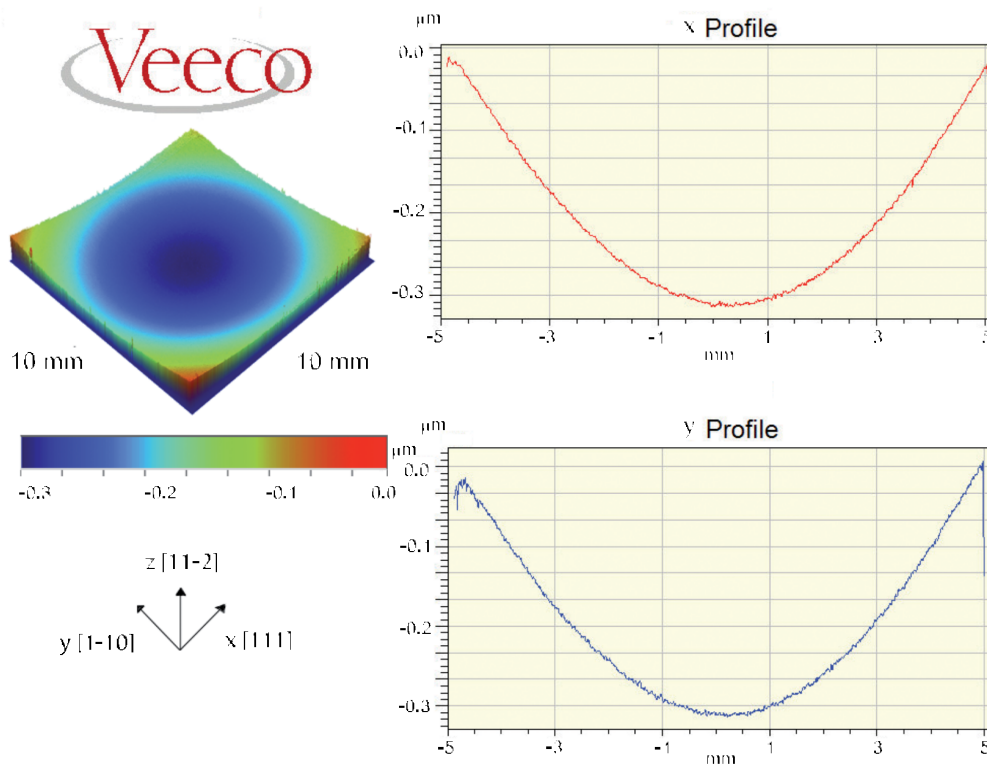 Veeco
10 mm
10 mm
µm
-0.3
-0.2
-0.1
0.0
z [11-2]
y [1-10]
x [111]
µm
x Profile
0.0
-0.1
-0.2
-0.3
-5
-3
-1
1
3
5
mm
µm
y Profile
0.0
-0.1
-0.2
-0.3
-5
-3
-1
1
3
5
mm